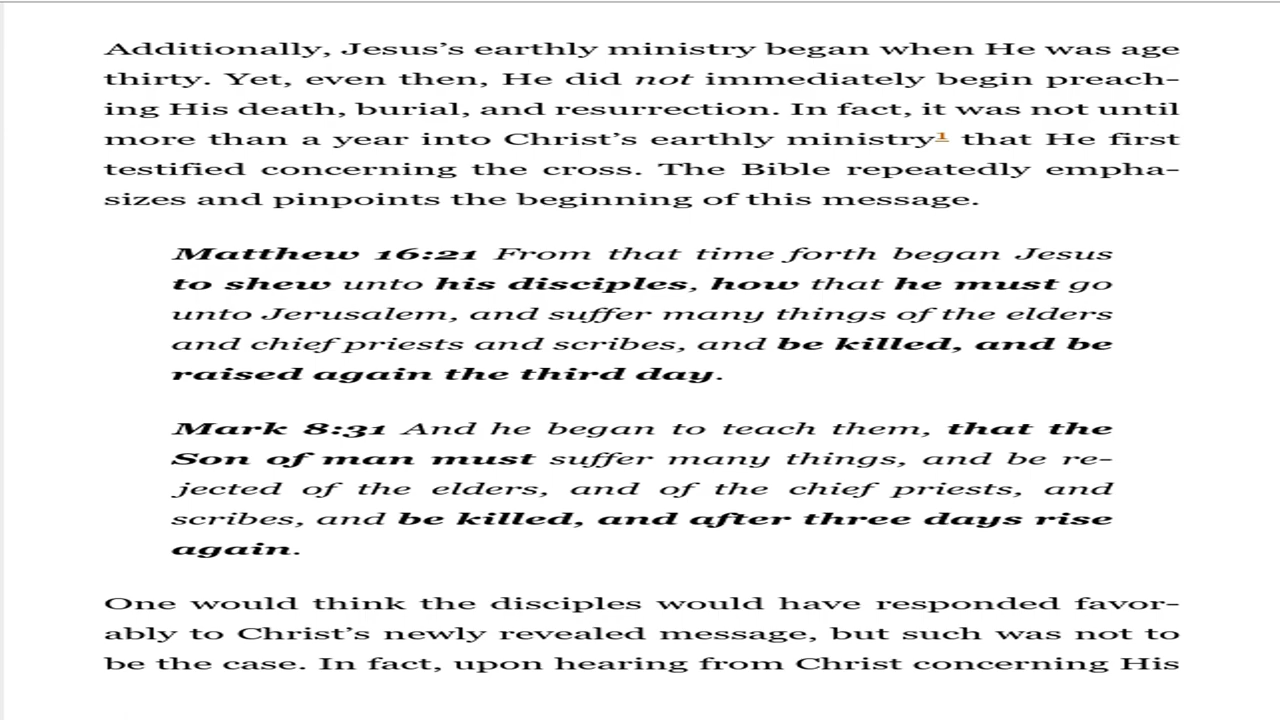 Additionally, Jesus’s earthly ministry began when He was age
thirty. Yet, even then, He did not immediately begin preach-
ing His death, burial, and resurrection. In fact, it was not until
more than a year into Christ’s earthly ministry1 that He first
testified concerning the cross. The Bible repeatedly empha-
sizes and pinpoints the beginning of this message.
Matthew 16:21 From that time forth began Jesus
to shew unto his disciples, how that he must go
unto Jerusalem, and suffer many things of the elders
and chief priests and scribes, and be killed, and be
raised again the third day.
Mark 8:31 And he began to teach them, that the
Son of man must suffer many things, and be re-
jected of the elders, and of the chief priests, and
scribes, and be killed, and after three days rise
again.
One would think the disciples would have responded favor-
ably to Christ’s newly revealed message, but such was not to
be the case. In fact, upon hearing from Christ concerning His